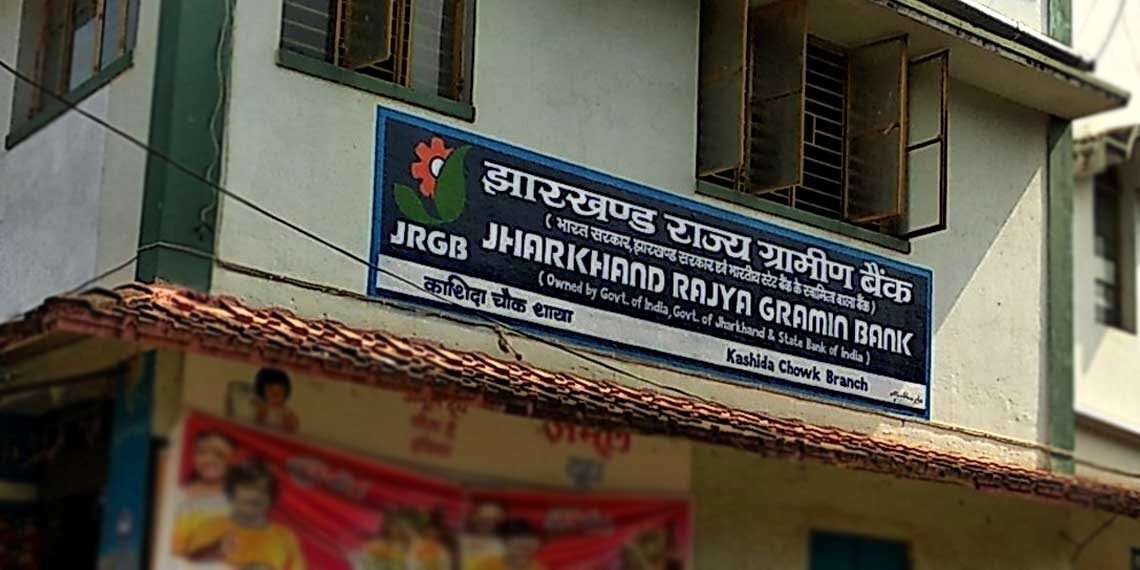 झारखण्ड राज्य ग्रामीण बैंक
( भारत सरकार, झारखण्ड सरकार एवं भारतीय स्टेट बैंक के स्वामित्व वाला बैंक )
JRGB
JHARKHAND RAJYA GRAMIN BANK
( Owned by Govt. of India, Govt. of Jharkhand & State Bank of India )
काशिदा चौक शाखा
Kashida Chowk Branch